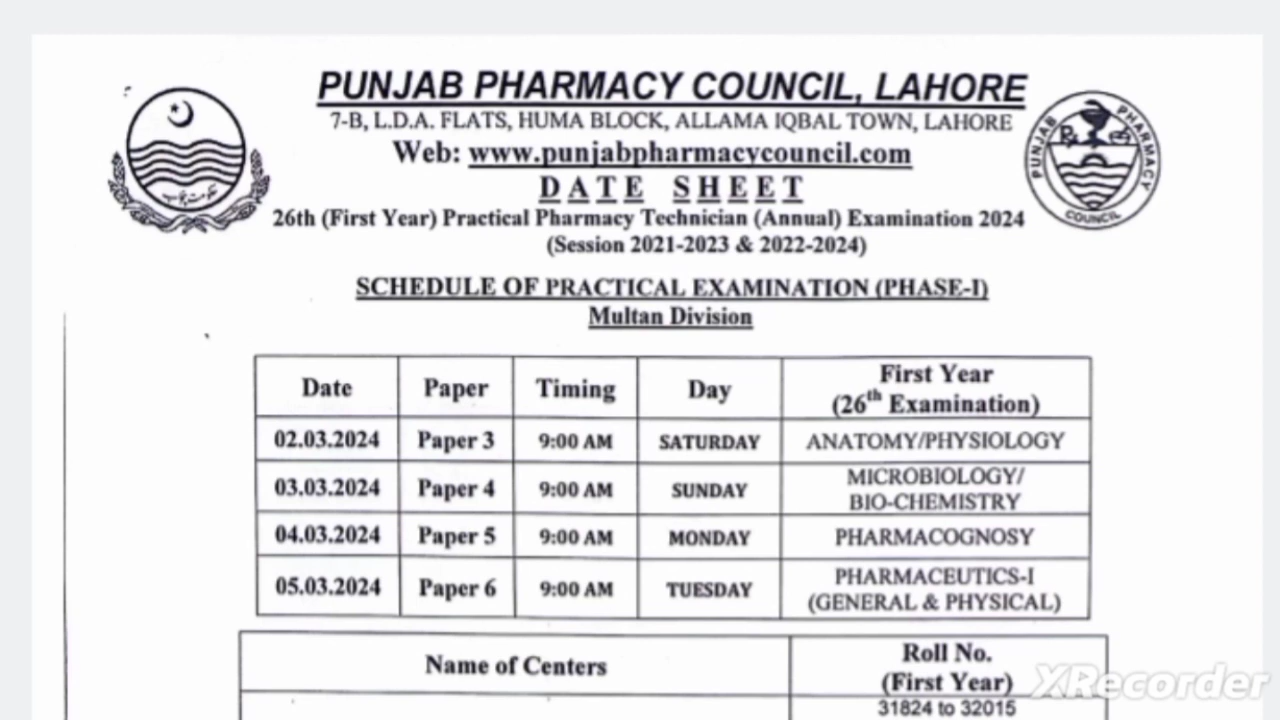 PUNJAB PHARMACY COUNCIL, LAHORE
7-B, L.D.A. FLATS, HUMA BLOCK, ALLAMA IQBAL TOWN, LAHORE
Web: www.punjabpharmacycouncil.com
DATE SHEET
26th (First Year) Practical Pharmacy Technician (Annual) Examination 2024
(Session 2021-2023 & 2022-2024)
حکومت پنجاب
PUNJAB PHARMACY
COUNCIL
SCHEDULE OF PRACTICAL EXAMINATION (PHASE-I)
Multan Division
Date Paper Timing Day First Year
(26th Examination)
02.03.2024 Paper 3 9:00 AM SATURDAY ANATOMY/PHYSIOLOGY
03.03.2024 Paper 4 9:00 AM SUNDAY MICROBIOLOGY/
BIO-CHEMISTRY
04.03.2024 Paper 5 9:00 AM MONDAY PHARMACOGNOSY
05.03.2024 Paper 6 9:00 AM TUESDAY PHARMACEUTICS-I
(GENERAL & PHYSICAL)
Name of Centers Roll No.
(First Year)
31824 to 32015
XRecorder